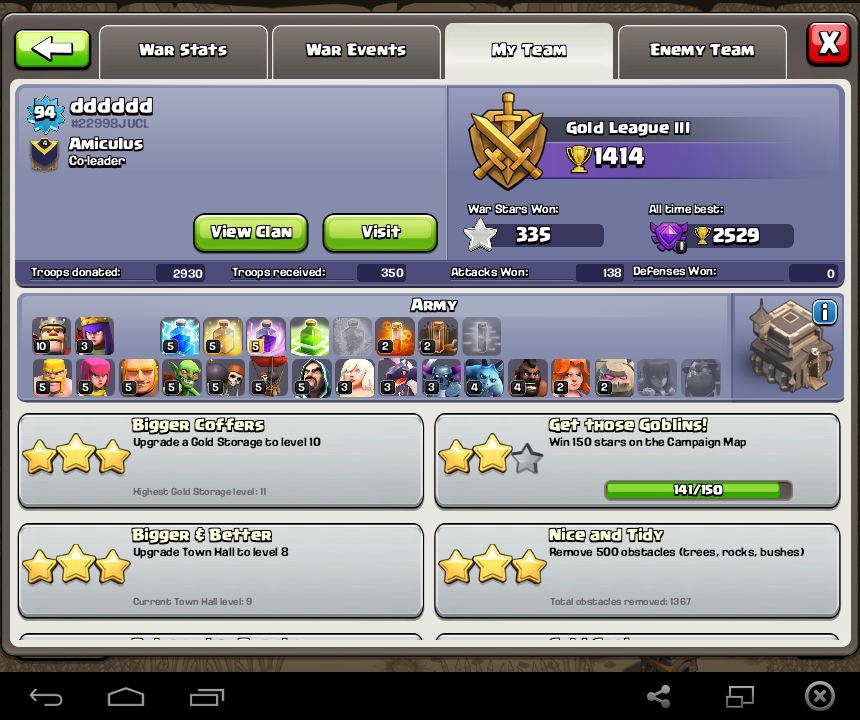 War Stats
War Events
My Team
Enemy Team
X
94
dddddd
#22998JUCL
4
Amiculus
Co-leader
Gold League III
1414
War Stars Won:
335
All time best:
1
2529
View Clan
Visit
Troops donated:
2930
Troops received:
350
Attacks Won:
138
Defenses Won:
0
Army
i
10
3
5
5
5
2
2
5
5
5
5
5
5
5
3
3
3
4
4
2
2
Bigger Coffers
Upgrade a Gold Storage to level 10
Highest Gold Storage level: 11
Get those Goblins!
Win 150 stars on the Campaign Map
141/150
Bigger & Better
Upgrade Town Hall to level 8
Current Town Hall level: 9
Nice and Tidy
Remove 500 obstacles (trees, rocks, bushes)
Total obstacles removed: 1367